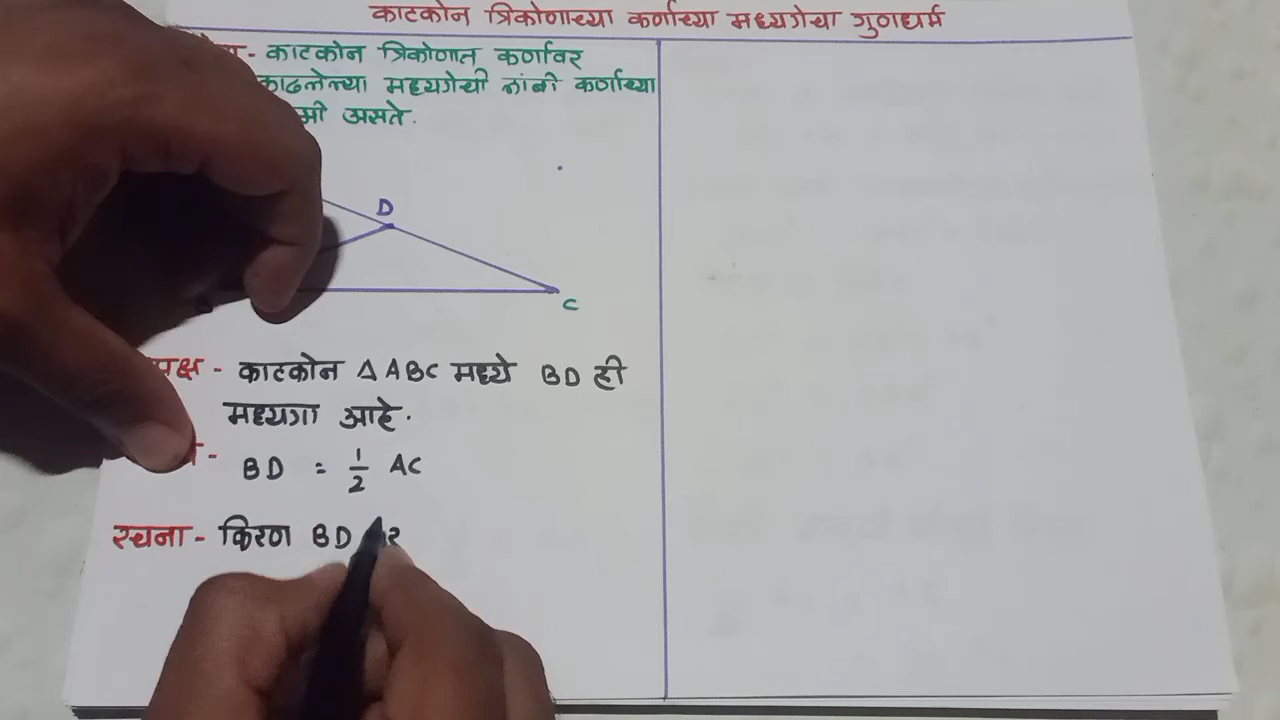 काटकोन त्रिकोणाच्या कर्णाच्या मध्यगेचा गुणधर्म
- काटकोन त्रिकोणात कर्णावर
काढलेल्या मध्यगेची लांबी कर्णाच्या
असते.
D
C
पक्ष - काटकोन △ABC मध्ये BD ही
मध्यगा आहे.
- BD = 1/2 AC
रचना - किरण BD